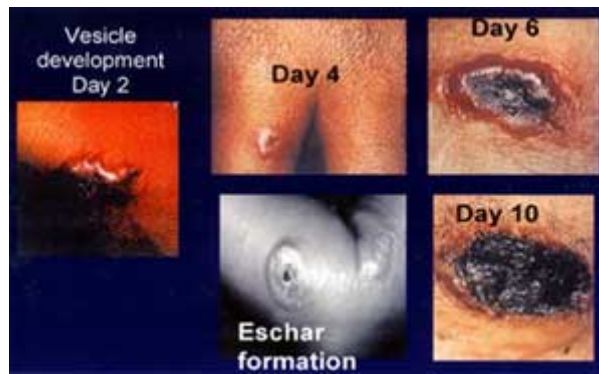 Vesicle
development
Day 2
Day 4
Day 6
Eschar
formation
Day 10